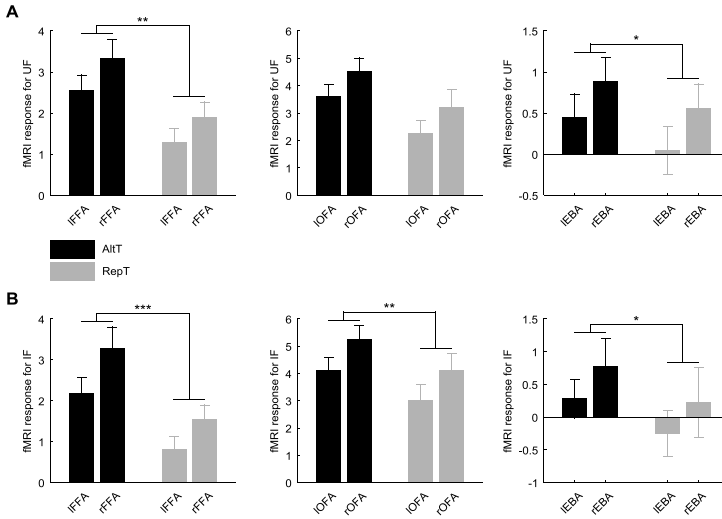 A
fMRI response for UF
4
3
2
1
0
**
lFFA
rFFA
lFFA
rFFA
fMRI response for UF
6
5
4
3
2
1
0
lOFA
rOFA
lOFA
rOFA
fMRI response for UF
1.5
1
0.5
0
-0.5
*
lEBA
rEBA
lEBA
rEBA
AltT
RepT
B
fMRI response for IF
4
3
2
1
0
***
lFFA
rFFA
lFFA
rFFA
fMRI response for IF
6
5
4
3
2
1
0
**
lOFA
rOFA
lOFA
rOFA
fMRI response for IF
1.5
1
0.5
0
-0.5
-1
*
lEBA
rEBA
lEBA
rEBA